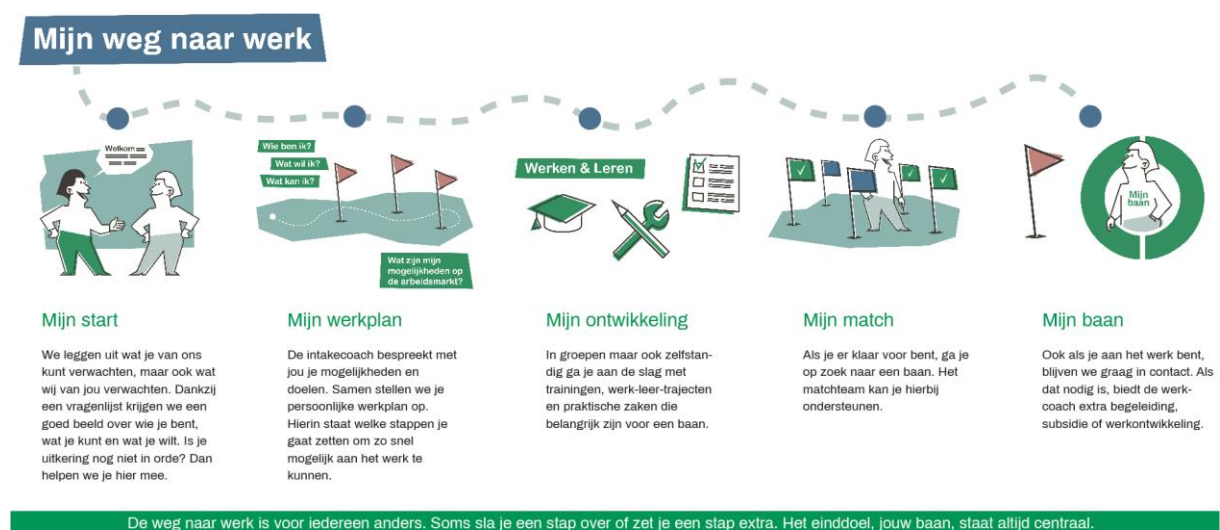 Mijn weg naar werk
Welkom
Wie ben ik?
Wat wil ik?
Wat kan ik?
Wat zijn mijn
mogelijkheden op
de arbeidsmarkt?
Werken & Leren
Mijn
baan
Mijn start
We leggen uit wat je van ons
kunt verwachten, maar ook wat
wij van jou verwachten. Dankzij
een vragenlijst krijgen we een
goed beeld over wie je bent,
wat je kunt en wat je wilt. Is je
uitkering nog niet in orde? Dan
helpen we je hier mee.
Mijn werkplan
De intakecoach bespreekt met
jou je mogelijkheden en
doelen. Samen stellen we je
persoonlijke werkplan op.
Hierin staat welke stappen je
gaat zetten om zo snel
mogelijk aan het werk te
kunnen.
Mijn ontwikkeling
In groepen maar ook zelfstan-
dig ga je aan de slag met
trainingen, werk-leer-trajecten
en praktische zaken die
belangrijk zijn voor een baan.
Mijn match
Als je er klaar voor bent, ga je
op zoek naar een baan. Het
matchteam kan je hierbij
ondersteunen.
Mijn baan
Ook als je aan het werk bent,
blijven we graag in contact. Als
dat nodig is, biedt de werk-
coach extra begeleiding,
subsidie of werkontwikkeling.
De weg naar werk is voor iedereen anders. Soms sla je een stap over of zet je een stap extra. Het einddoel, jouw baan, staat altijd centraal.